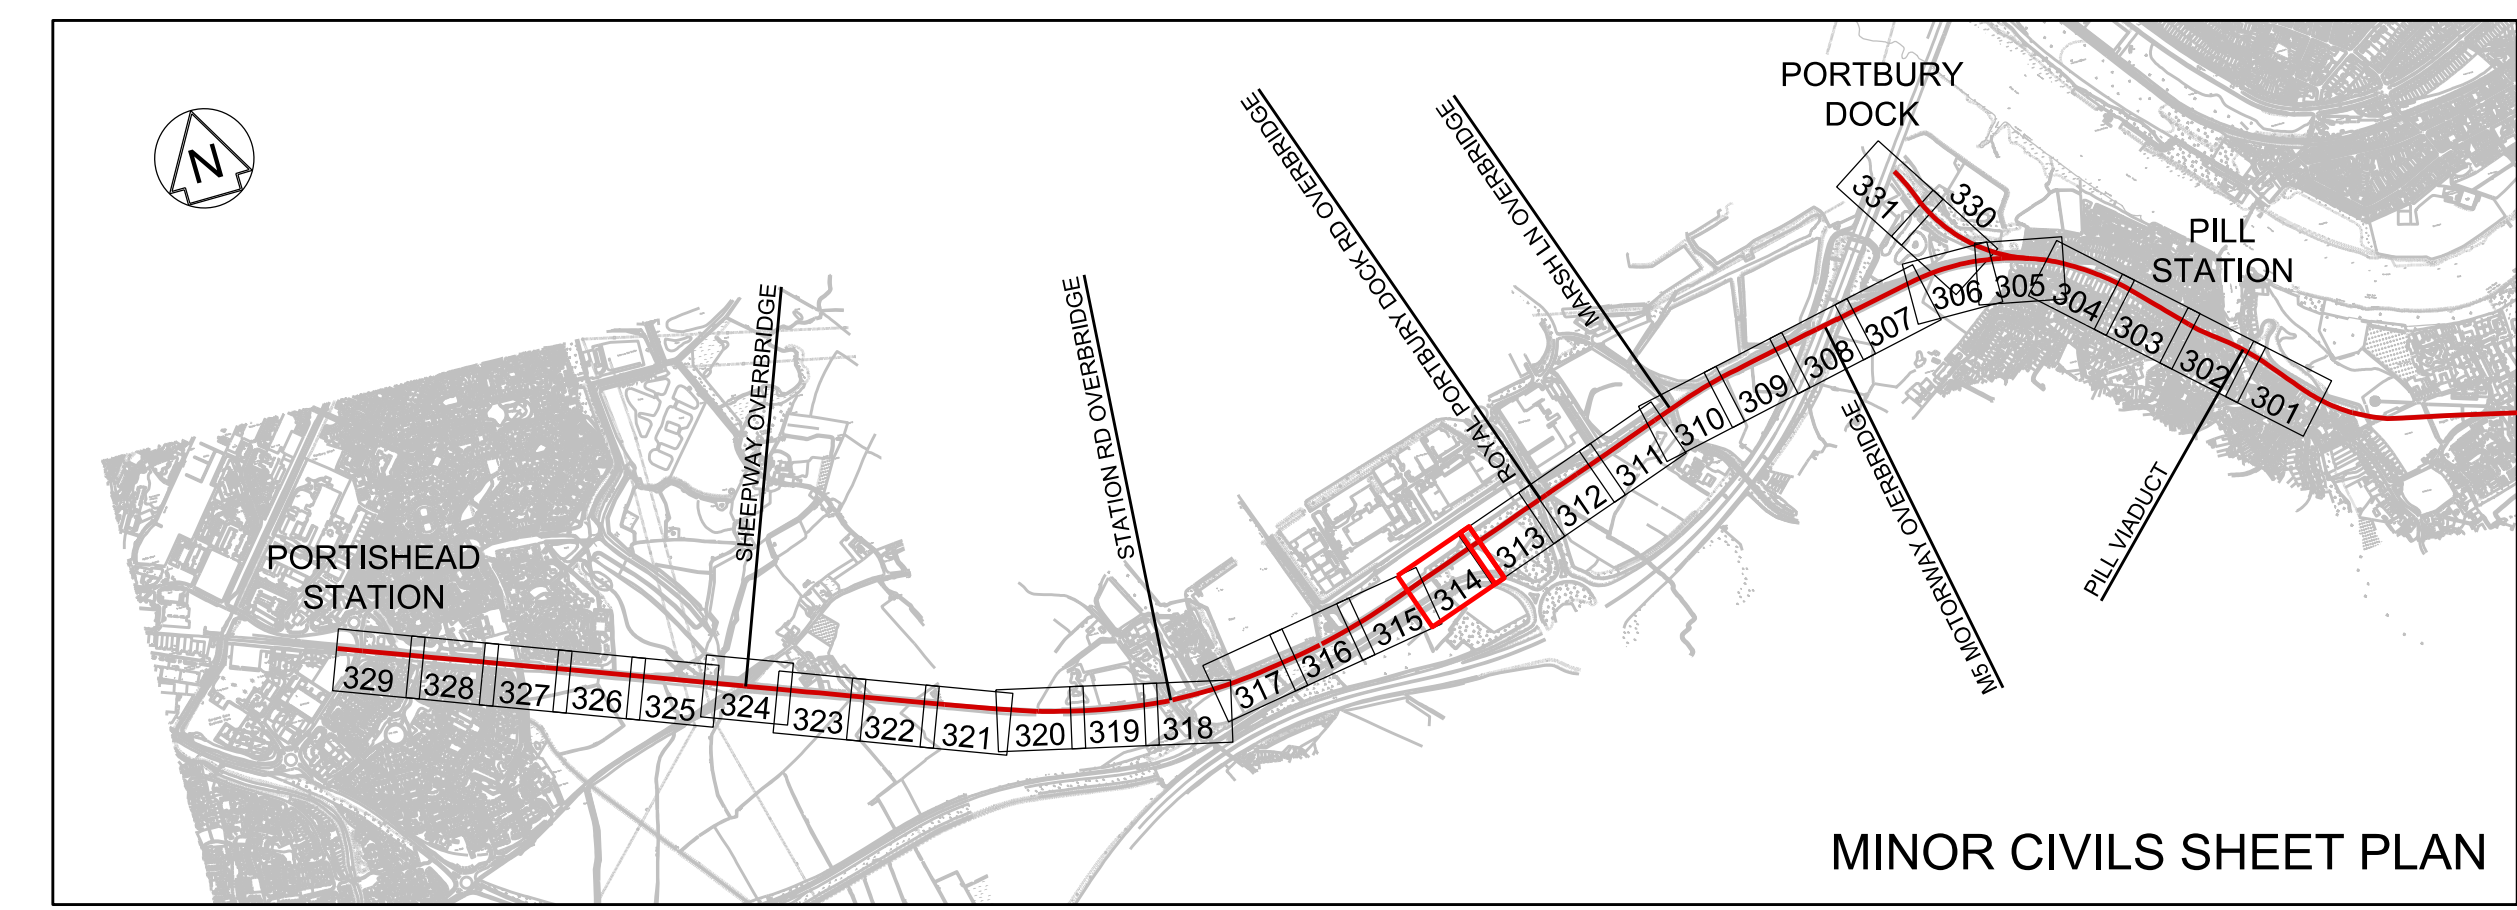 PORTBURY
DOCK
N
ROYAL PORTBURY DOCK RD OVERBRIDGE
MARSH LN OVERBRIDGE
331
330
PILL
STATION
SHEEPWAY OVERBRIDGE
STATION RD OVERBRIDGE
306
305
304
303
302
301
307
308
309
310
311
312
313
314
315
316
317
M5 MOTORWAY OVERBRIDGE
PILL VIADUCT
PORTISHEAD
STATION
329
328
327
326
325
324
323
322
321
320
319
318
MINOR CIVILS SHEET PLAN